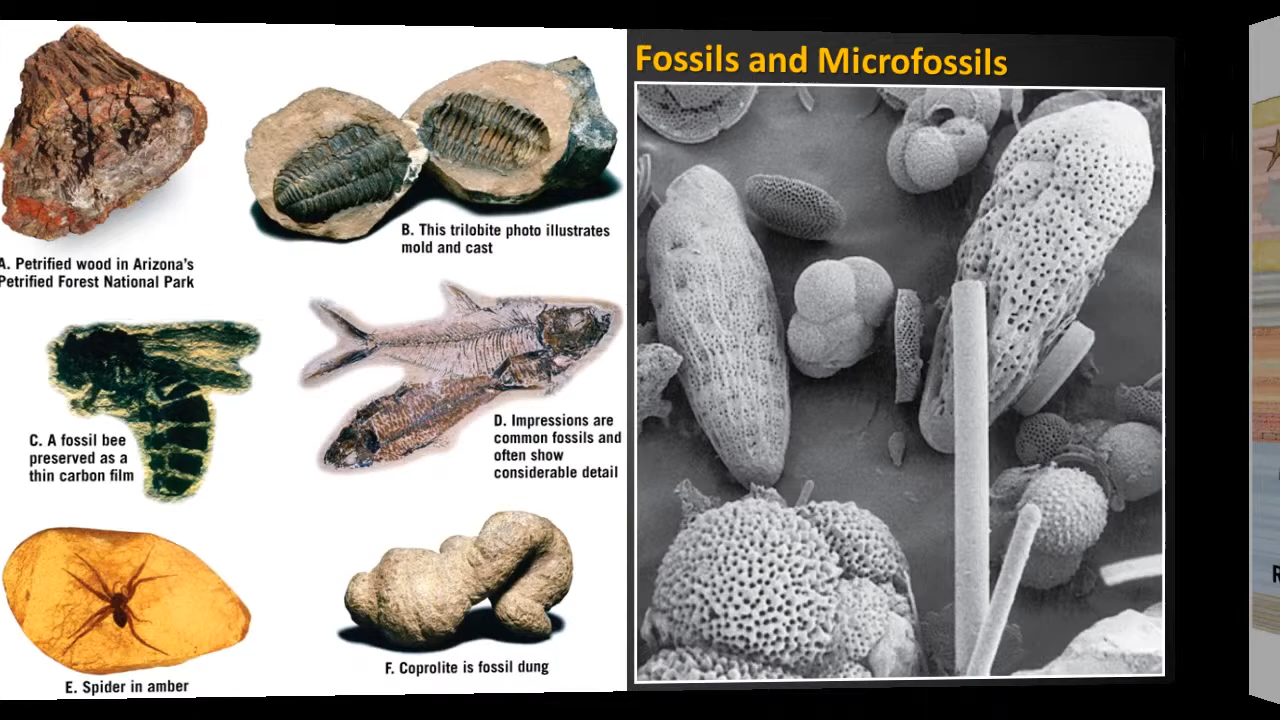 Fossils and Microfossils
A. Petrified wood in Arizona's
Petrified Forest National Park
B. This trilobite photo illustrates
mold and cast
C. A fossil bee
preserved as a
thin carbon film
D. Impressions are
common fossils and
often show
considerable detail
E. Spider in amber
F. Coprolite is fossil dung
R